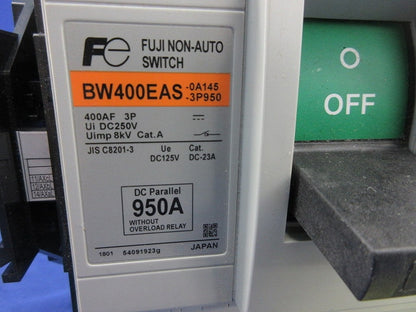 Fe FUJI NON-AUTO
SWITCH
BW400EAS -0A145
-3P950
400AF 3P
Ui DC250V
Uimp 8kV Cat.A
JIS C8201-3 Ue Cat.
DC125V DC-23A
DC Parallel
950A
WITHOUT
OVERLOAD RELAY
JAPAN
1801 54091923g
OFF